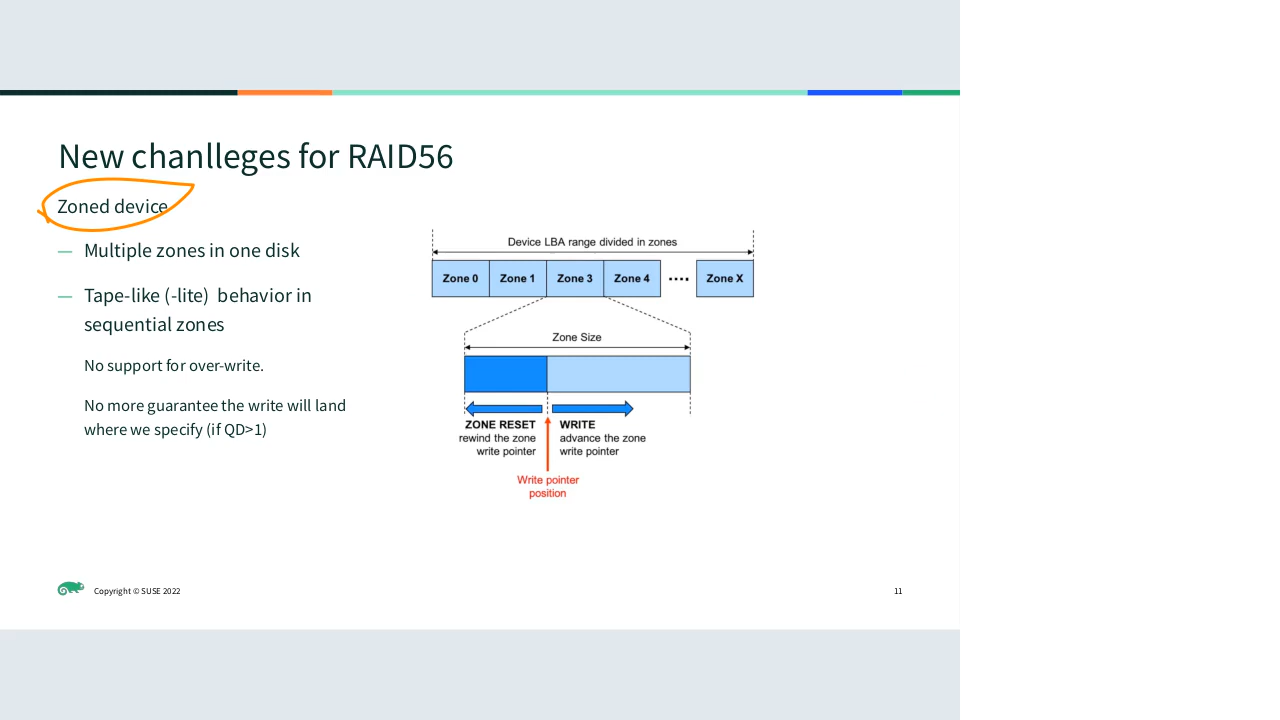 New chanlleges for RAID56
Zoned device
— Multiple zones in one disk
— Tape-like (-lite) behavior in
sequential zones
No support for over-write.
No more guarantee the write will land
where we specify (if QD>1)
Device LBA range divided in zones
Zone 0 Zone 1 Zone 3 Zone 4 .... Zone X
Zone Size
ZONE RESET
rewind the zone
write pointer
WRITE
advance the zone
write pointer
Write pointer
position
Copyright © SUSE 2022
11